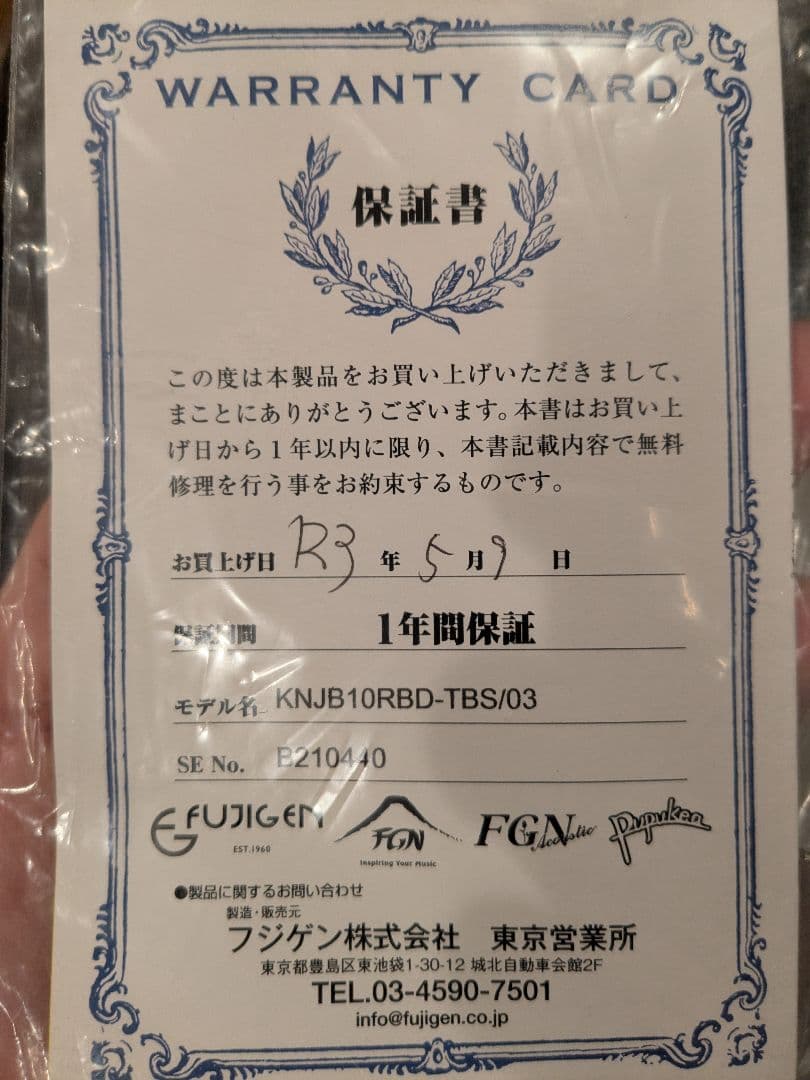 WARRANTY CARD
保証書
この度は本製品をお買い上げいただきまして、
まことにありがとうございます。本書はお買い上
げ日から1年以内に限り、本書記載内容で無料
修理を行う事をお約束するものです。
お買上げ日 R3 年 5 月 9 日
保証期間 1年間保証
モデル名 KNJB10RBD-TBS/03
SE No. B210440
FUJIGEN FGN FGN Acoustic Pupukea
EST.1960 Inspiring Your Music
●製品に関するお問い合わせ
製造・販売元
フジゲン株式会社 東京営業所
東京都豊島区東池袋1-30-12 城北自動車会館2F
TEL.03-4590-7501
info@fujigen.co.jp